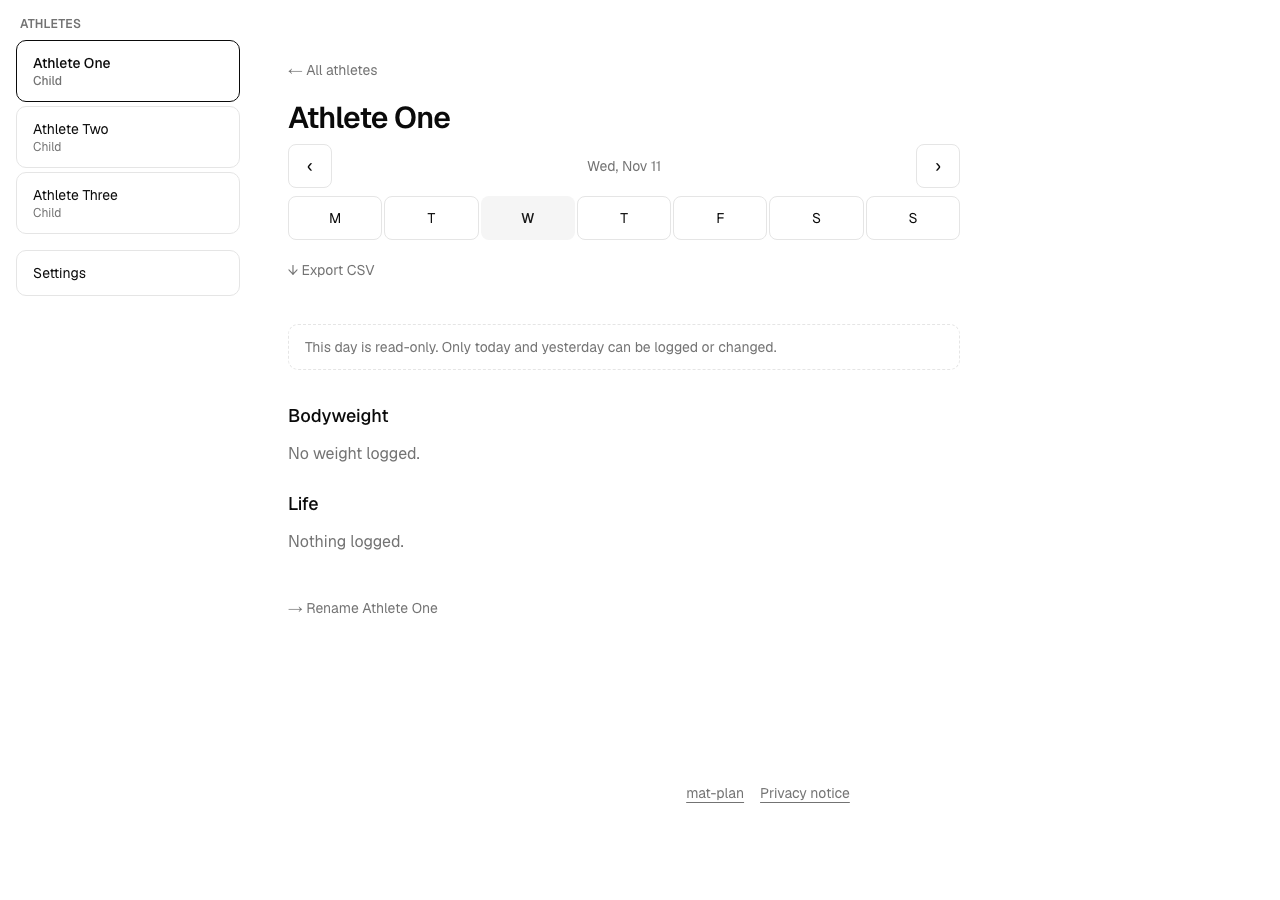 ATHLETES
Athlete One
Child
Athlete Two
Child
Athlete Three
Child
Settings
← All athletes
Athlete One
‹ Wed, Nov 11 ›
M T W T F S S
↓ Export CSV
This day is read-only. Only today and yesterday can be logged or changed.
Bodyweight
No weight logged.
Life
Nothing logged.
→ Rename Athlete One
mat-plan Privacy notice